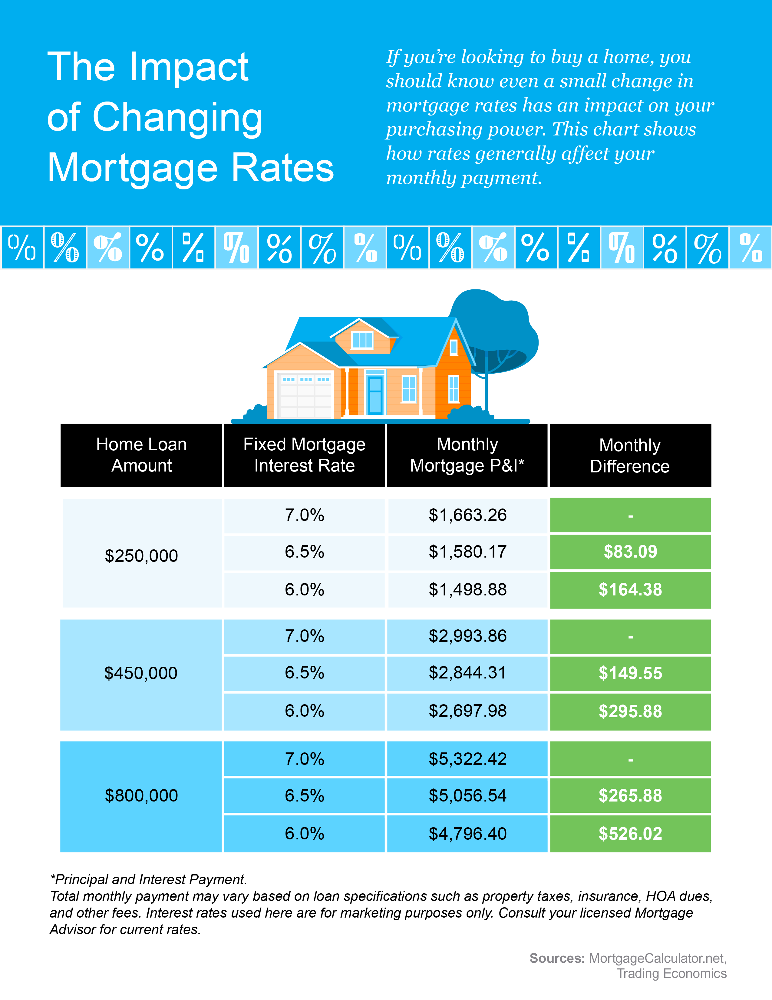 The Impact
of Changing
Mortgage Rates
If you’re looking to buy a home, you
should know even a small change in
mortgage rates has an impact on your
purchasing power. This chart shows
how rates generally affect your
monthly payment.
% % % % % % % % % % % % % % % % % %
Home Loan
Amount
Fixed Mortgage
Interest Rate
Monthly
Mortgage P&I*
Monthly
Difference
$250,000
7.0% $1,663.26 -
6.5% $1,580.17 $83.09
6.0% $1,498.88 $164.38
$450,000
7.0% $2,993.86 -
6.5% $2,844.31 $149.55
6.0% $2,697.98 $295.88
$800,000
7.0% $5,322.42 -
6.5% $5,056.54 $265.88
6.0% $4,796.40 $526.02
*Principal and Interest Payment.
Total monthly payment may vary based on loan specifications such as property taxes, insurance, HOA dues,
and other fees. Interest rates used here are for marketing purposes only. Consult your licensed Mortgage
Advisor for current rates.
Sources: MortgageCalculator.net,
Trading Economics